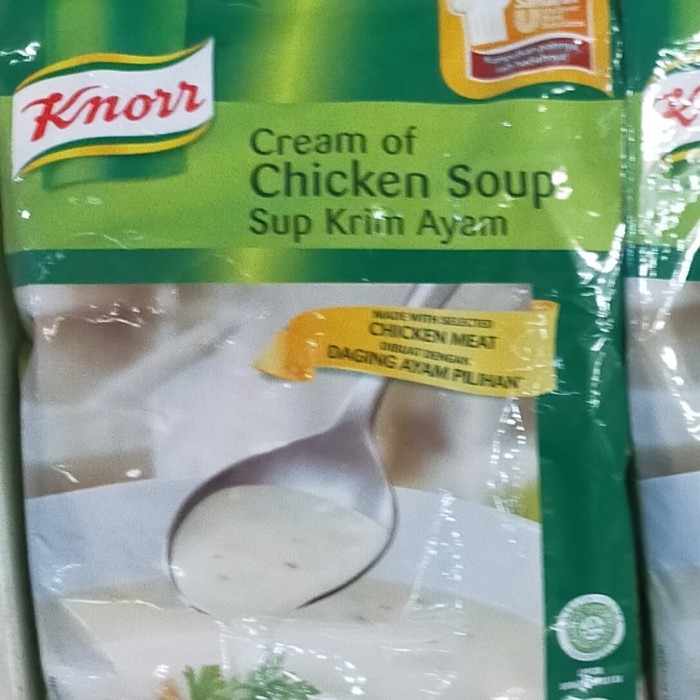 Knorr
Cream of
Chicken Soup
Sup Krim Ayam
MADE WITH SELECTED
CHICKEN MEAT
DIBUAT DENGAN
DAGING AYAM PILIHAN